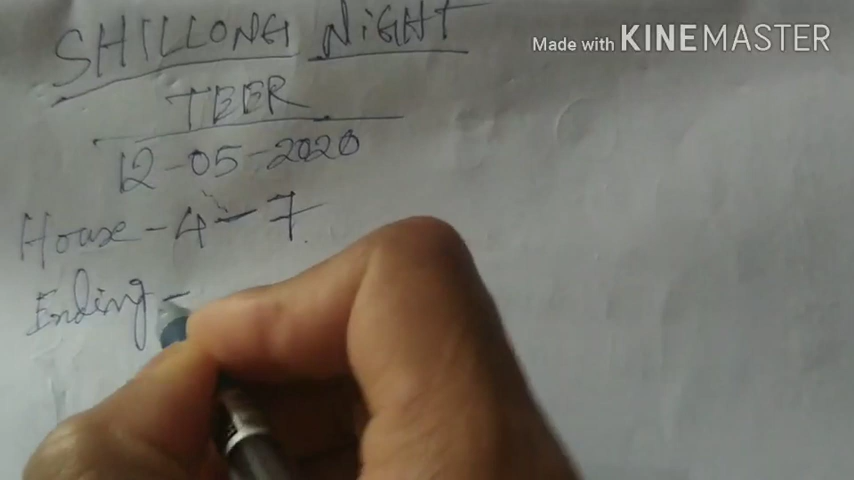 SHILLONG NIGHT
Made with KINEMASTER
TEER
12-05-2020
House - 4 - 7
Ending -